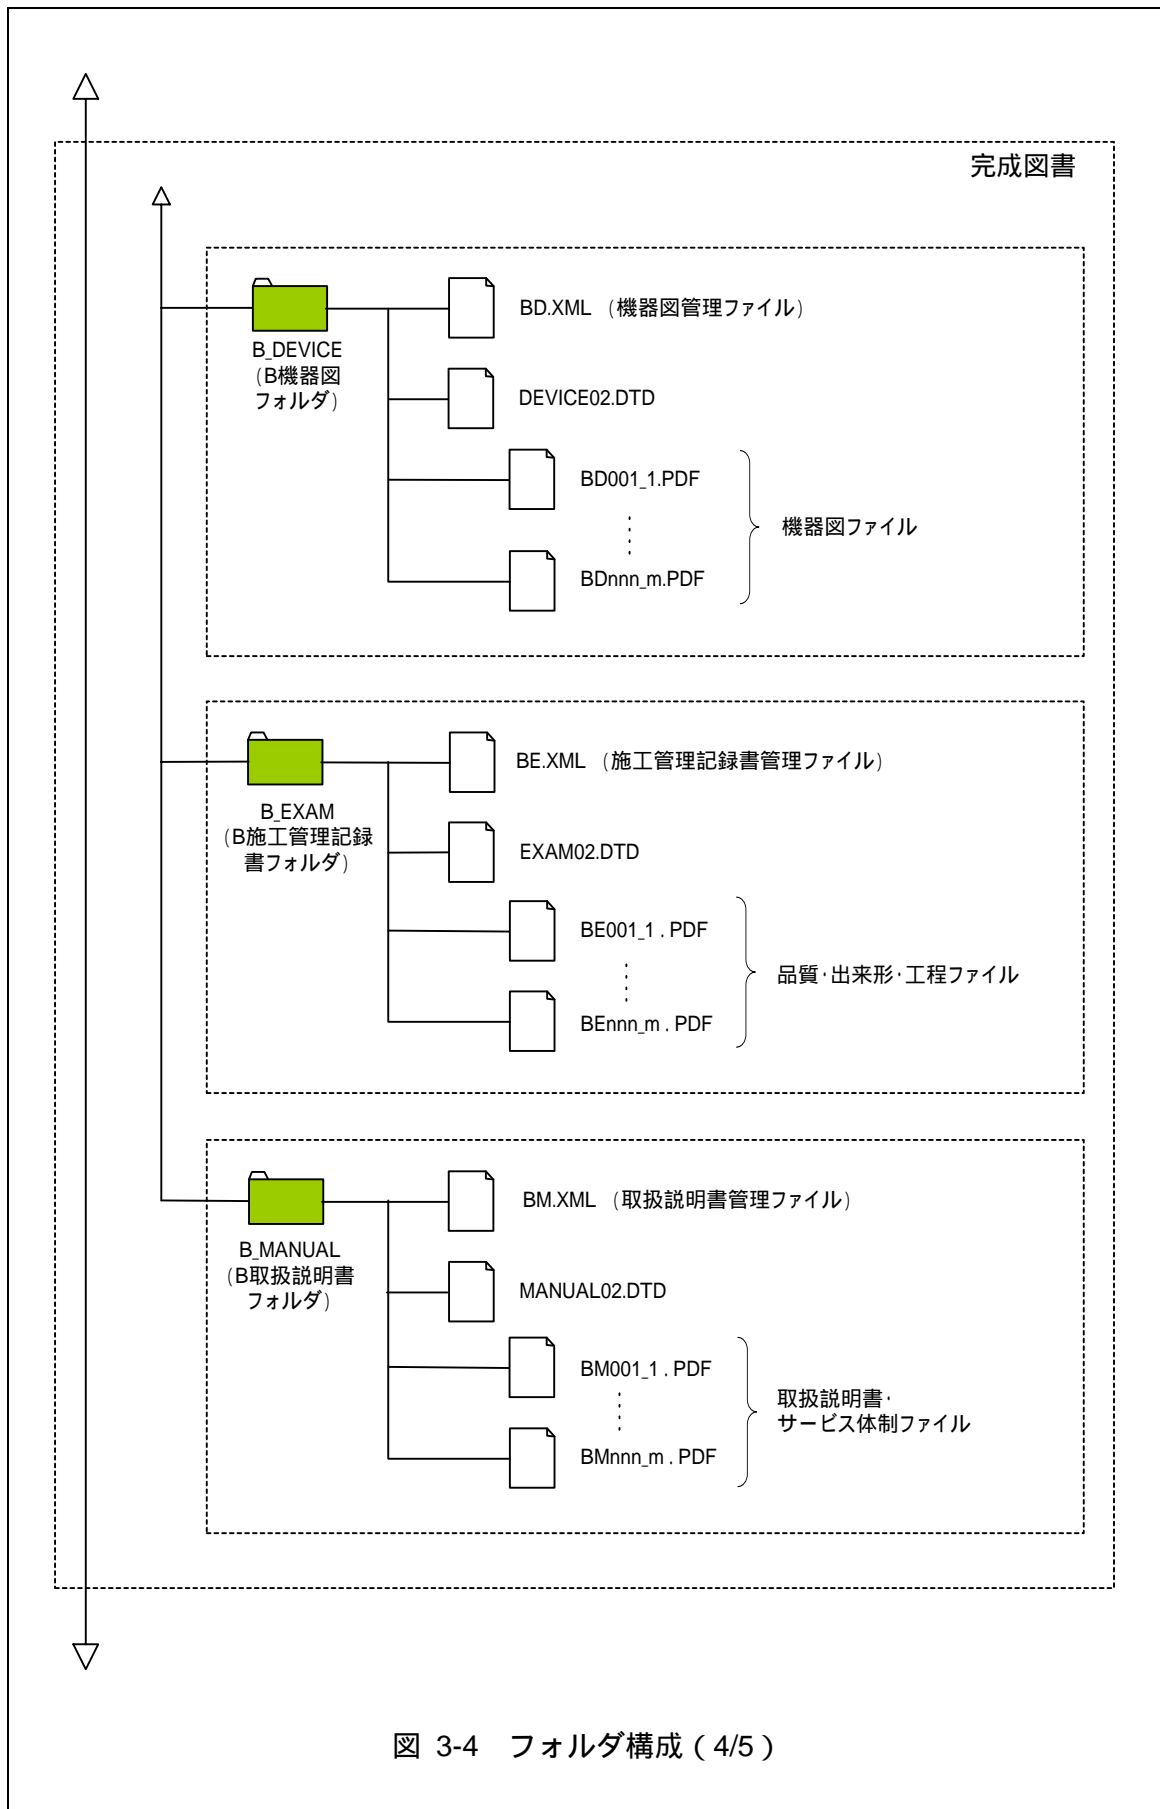 完成図書
BD.XML （機器図管理ファイル）
B_DEVICE
（B機器図
フォルダ）
DEVICE02.DTD
BD001_1.PDF
機器図ファイル
BDnnn_m.PDF
BE.XML （施工管理記録書管理ファイル）
B_EXAM
（B施工管理記録
書フォルダ）
EXAM02.DTD
BE001_1 . PDF
品質・出来形・工程ファイル
BEnnn_m . PDF
BM.XML （取扱説明書管理ファイル）
B_MANUAL
（B取扱説明書
フォルダ）
MANUAL02.DTD
BM001_1 . PDF
取扱説明書・
サービス体制ファイル
BMnnn_m . PDF
図 3-4 フォルダ構成（4/5）